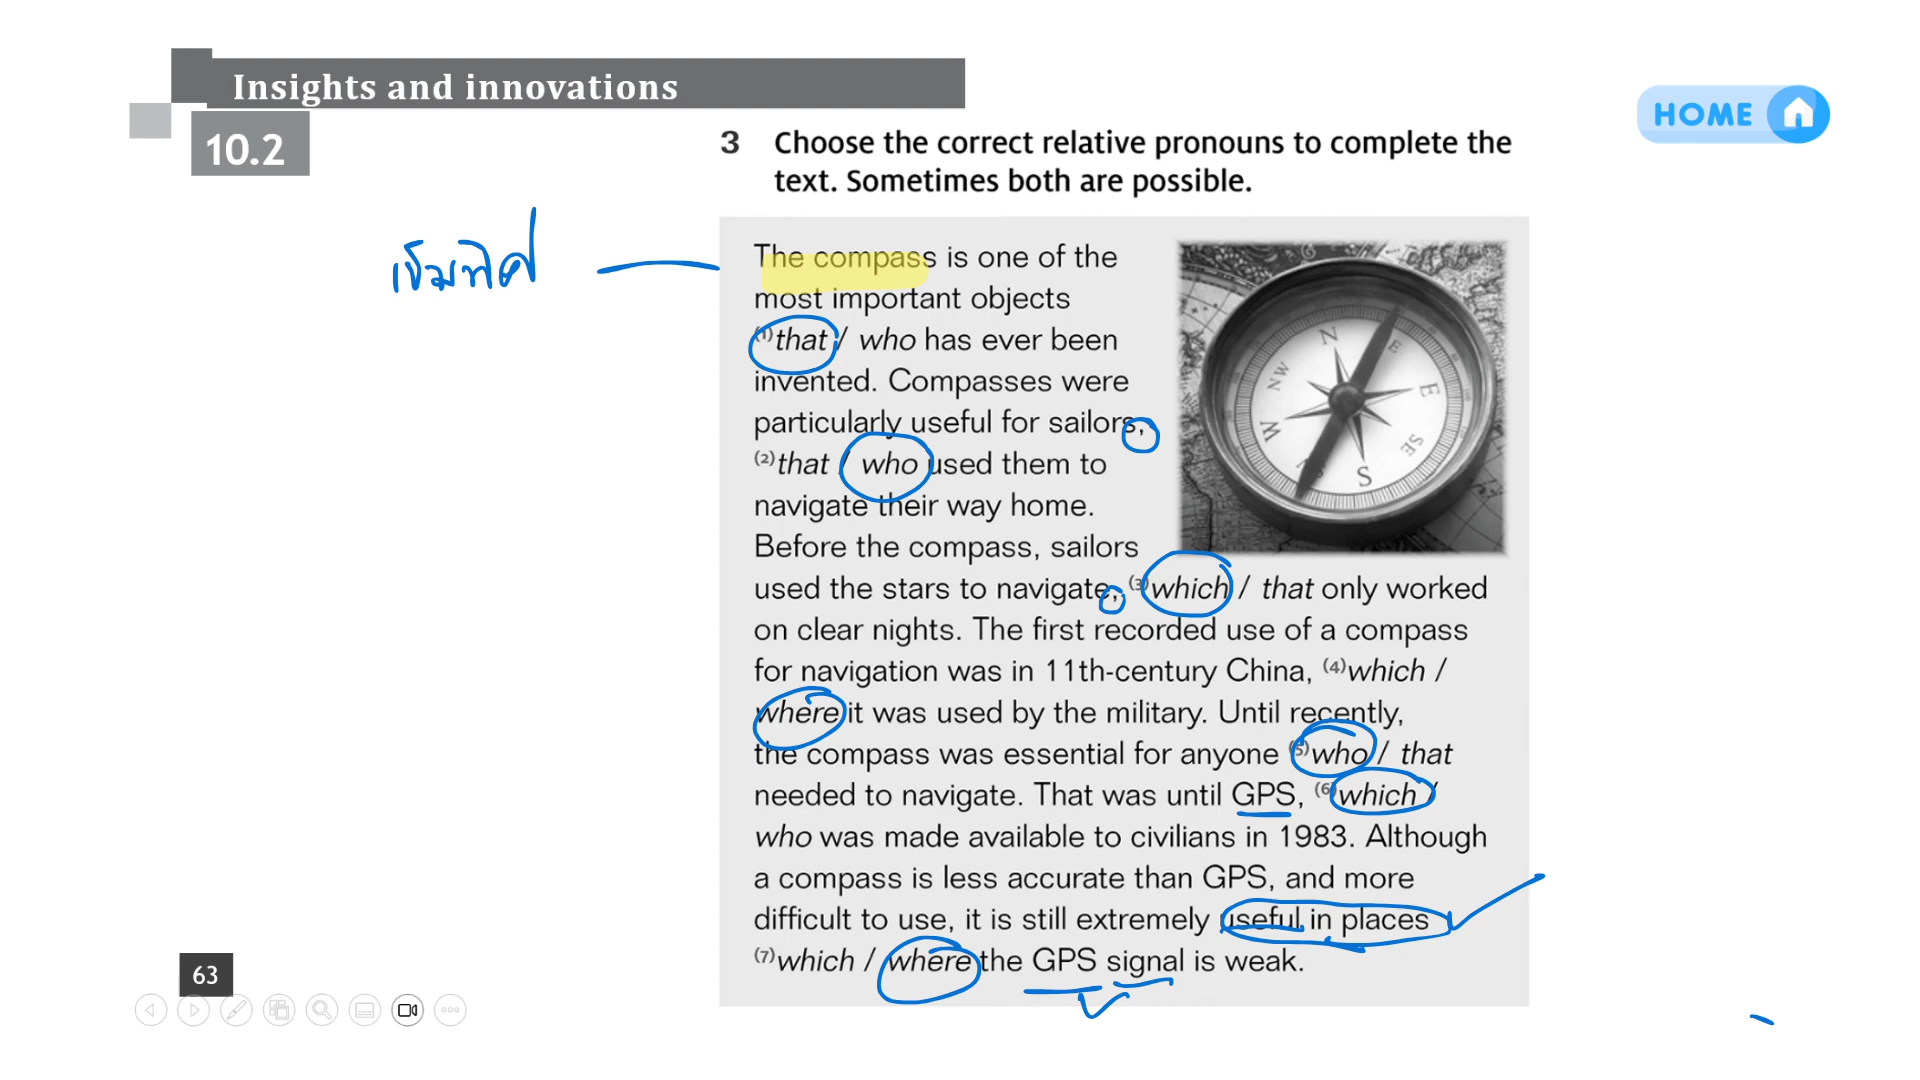 Insights and innovations
10.2
HOME
3 Choose the correct relative pronouns to complete the
text. Sometimes both are possible.
เข็มทิศ
The compass is one of the
most important objects
(1)that / who has ever been
invented. Compasses were
particularly useful for sailors,
(2)that / who used them to
navigate their way home.
Before the compass, sailors
used the stars to navigate, (3)which / that only worked
on clear nights. The first recorded use of a compass
for navigation was in 11th-century China, (4)which /
where it was used by the military. Until recently,
the compass was essential for anyone (5)who / that
needed to navigate. That was until GPS, (6)which /
who was made available to civilians in 1983. Although
a compass is less accurate than GPS, and more
difficult to use, it is still extremely useful in places
(7)which / where the GPS signal is weak.
N
E
NW
E
W
SE
S
63